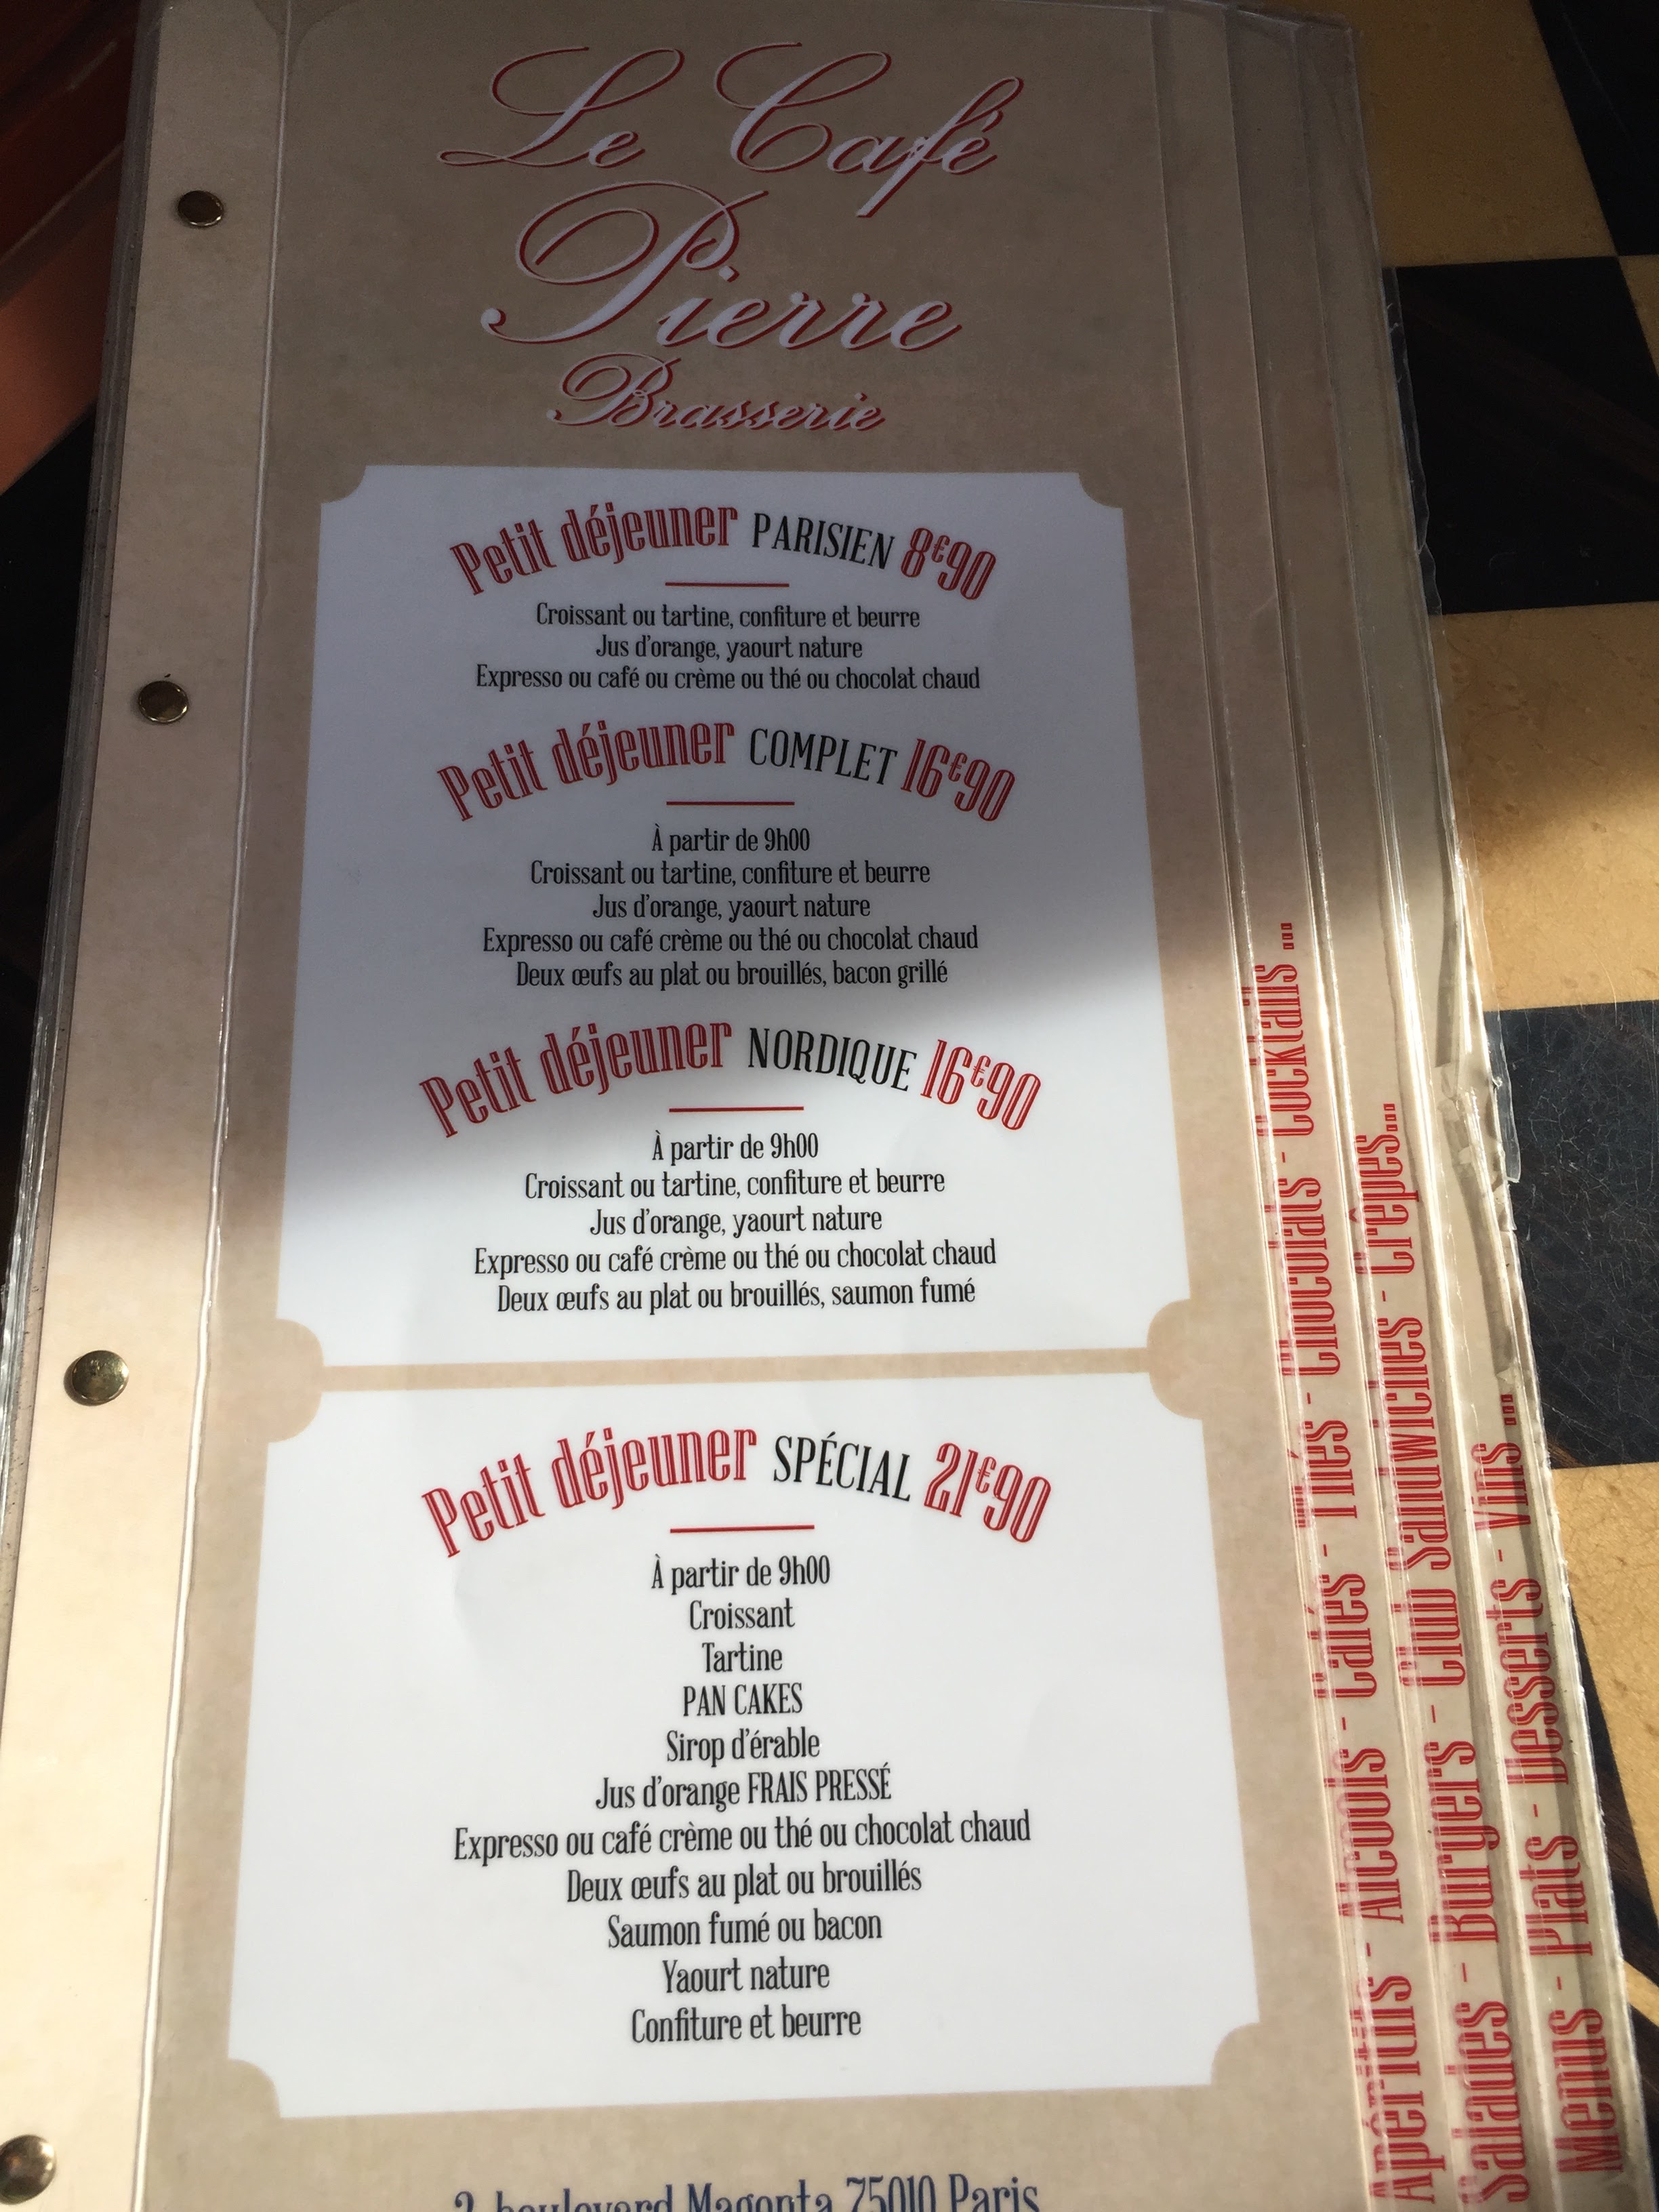 Le Café
Pierre
Brasserie
Petit déjeuner PARISIEN 8€90
Croissant ou tartine, confiture et beurre
Jus d'orange, yaourt nature
Expresso ou café ou crème ou thé ou chocolat chaud
Petit déjeuner COMPLET 16€90
À partir de 9h00
Croissant ou tartine, confiture et beurre
Jus d'orange, yaourt nature
Expresso ou café crème ou thé ou chocolat chaud
Deux œufs au plat ou brouillés, bacon grillé
Petit déjeuner NORDIQUE 16€90
À partir de 9h00
Croissant ou tartine, confiture et beurre
Jus d'orange, yaourt nature
Expresso ou café crème ou thé ou chocolat chaud
Deux œufs au plat ou brouillés, saumon fumé
Petit déjeuner SPÉCIAL 21€90
À partir de 9h00
Croissant
Tartine
PAN CAKES
Sirop d'érable
Jus d'orange FRAIS PRESSÉ
Expresso ou café crème ou thé ou chocolat chaud
Deux œufs au plat ou brouillés
Saumon fumé ou bacon
Yaourt nature
Confiture et beurre
2, boulevard Magenta 75010 Paris
Apéritifs - Alcools - Cafés - Thés - Chocolats - Cocktails ...
Salades - Burgers - Club Sandwiches - Crêpes...
Menus - Plats - Desserts - Vins ...